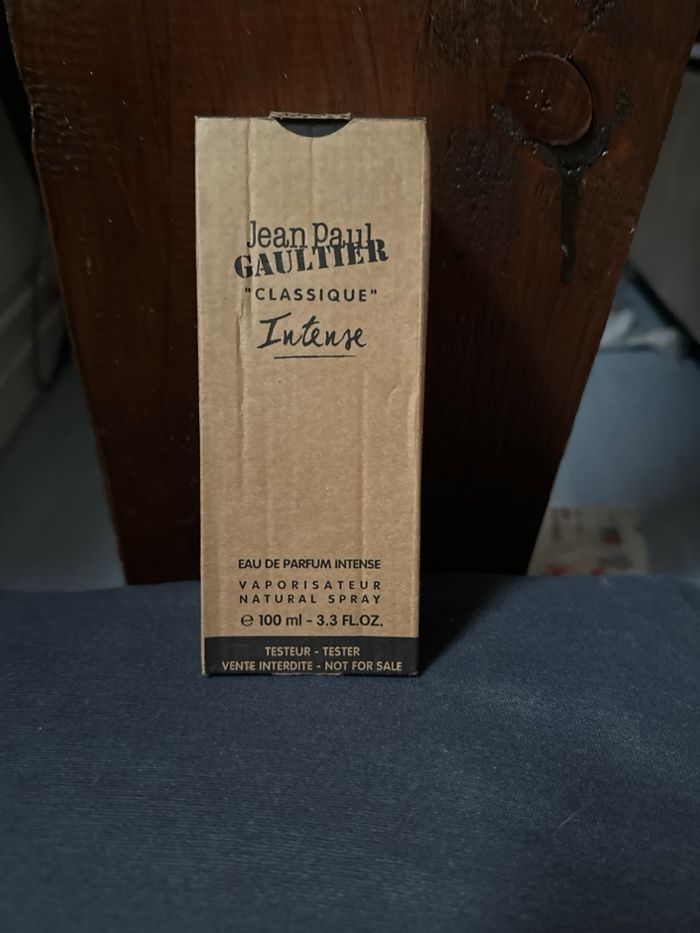 Jean Paul
GAULTIER
"CLASSIQUE"
Intense
EAU DE PARFUM INTENSE
VAPORISATEUR
NATURAL SPRAY
℮ 100 ml - 3.3 FL.OZ.
TESTEUR - TESTER
VENTE INTERDITE - NOT FOR SALE